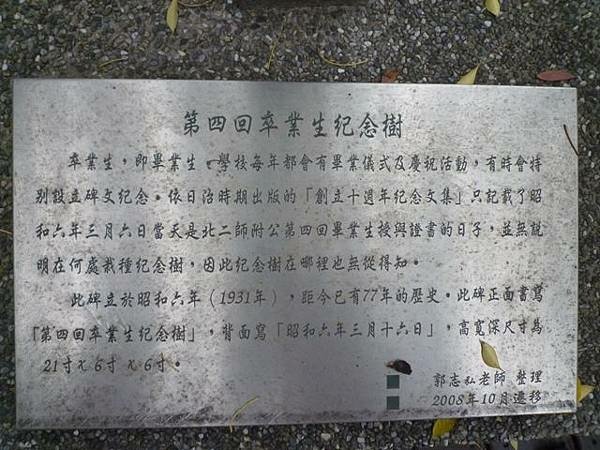 第四回卒業生紀念樹
卒業生，即畢業生。學校每年都會有畢業儀式及慶祝活動，有時會特
別設立碑文紀念。依日治時期出版的「創立十週年紀念文集」只記載了昭
和六年三月六日當天是北二師附公第四回畢業生授與證書的日子，並無說
明在何處栽種紀念樹，因此紀念樹在哪裡也無從得知。
此碑立於昭和六年（1931年），距今已有77年的歷史。此碑正面書寫
「第四回卒業生紀念樹」，背面寫「昭和六年三月十六日」，高寬深尺寸為
21寸×6寸×6寸。
郭志弘老師 整理
2008年10月遷移